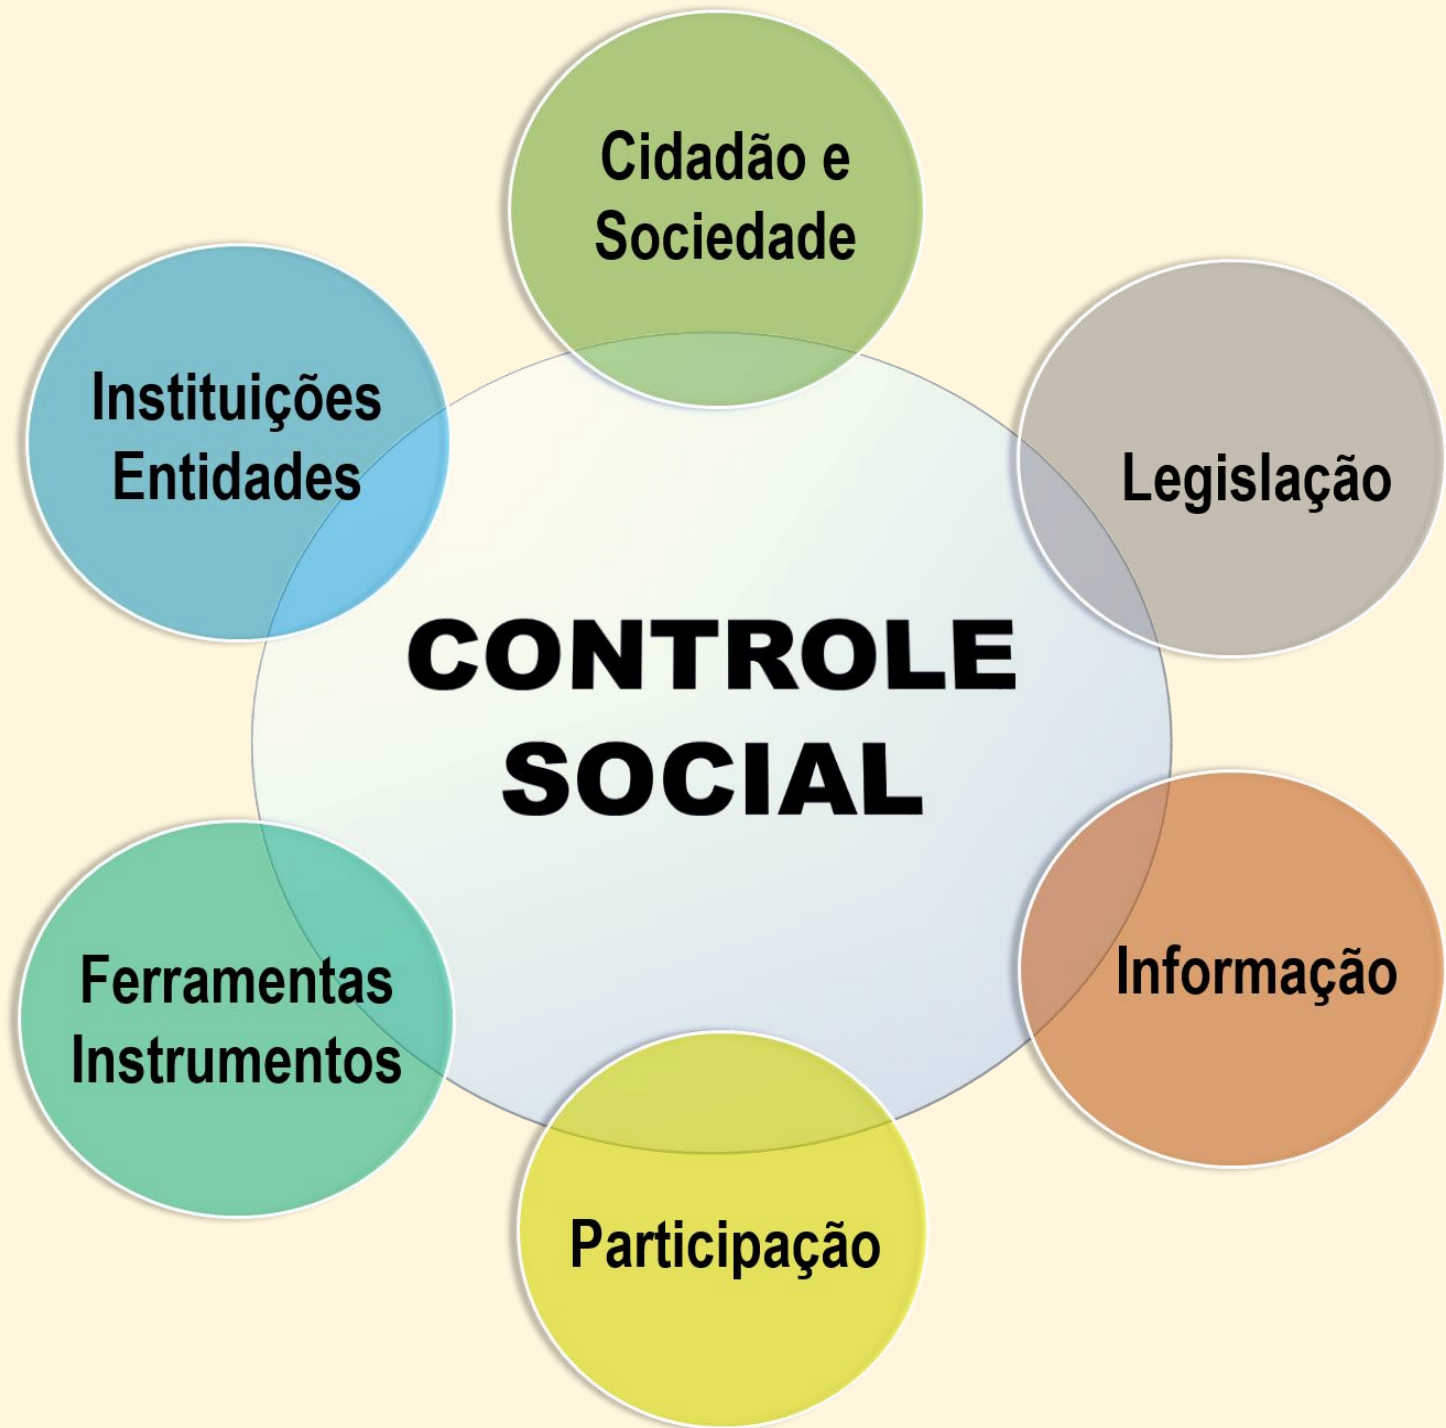 Cidadão e
Sociedade
Instituições
Entidades
Legislação
CONTROLE
SOCIAL
Ferramentas
Instrumentos
Informação
Participação